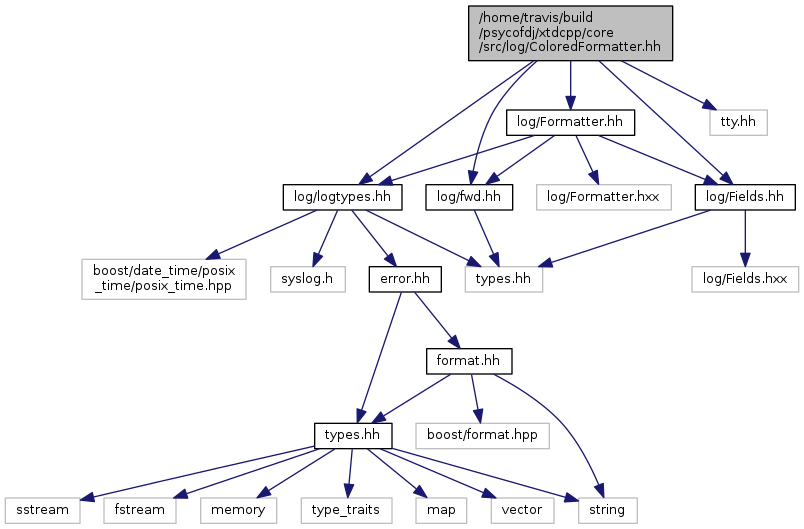 /home/travis/build
/psycofdj/xtdcpp/core
/src/log/ColoredFormatter.hh
log/Formatter.hh
tty.hh
log/logtypes.hh
log/fwd.hh
log/Formatter.hxx
log/Fields.hh
boost/date_time/posix
_time/posix_time.hpp
syslog.h
error.hh
types.hh
log/Fields.hxx
format.hh
types.hh
boost/format.hpp
sstream
fstream
memory
type_traits
map
vector
string